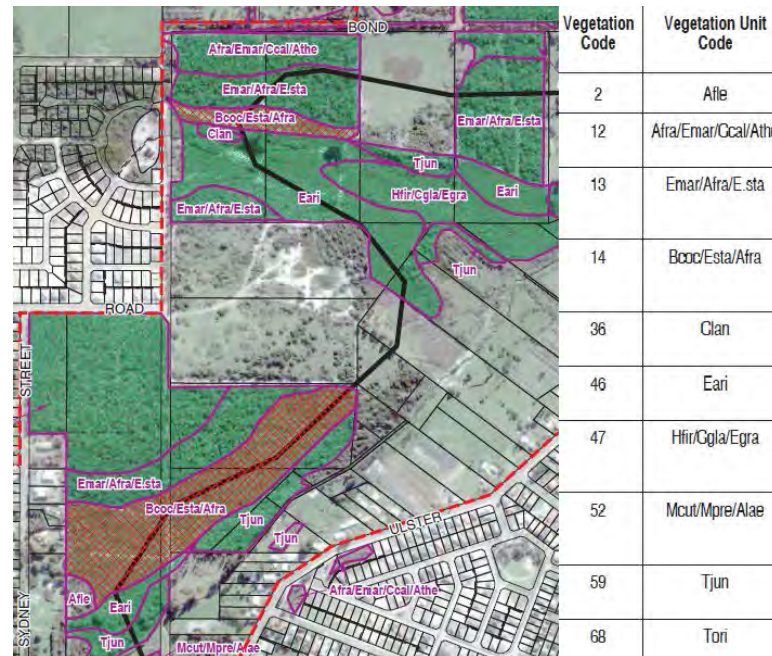 BOND
Afra/Emar/Ccal/Athe
Emar/Afra/E.sta
Bcoc/Esta/Afra
Clan
Emar/Afra/E.sta
Tjun
Emar/Afra/E.sta
Eari
Hfir/Cgla/Egra
Eari
Tjun
ROAD
STREET
Emar/Afra/E.sta
Bcoc/Esta/Afra
Tjun
Tjun
ULSTER
Afle
Eari
Afra/Emar/Ccal/Athe
SYDNEY
Tjun
Mcut/Mpre/Alae
Vegetation Code
Vegetation Unit Code
2 Afle
12 Afra/Emar/Ccal/Athe
13 Emar/Afra/E.sta
14 Bcoc/Esta/Afra
36 Clan
46 Eari
47 Hfir/Cgla/Egra
52 Mcut/Mpre/Alae
59 Tjun
68 Tori